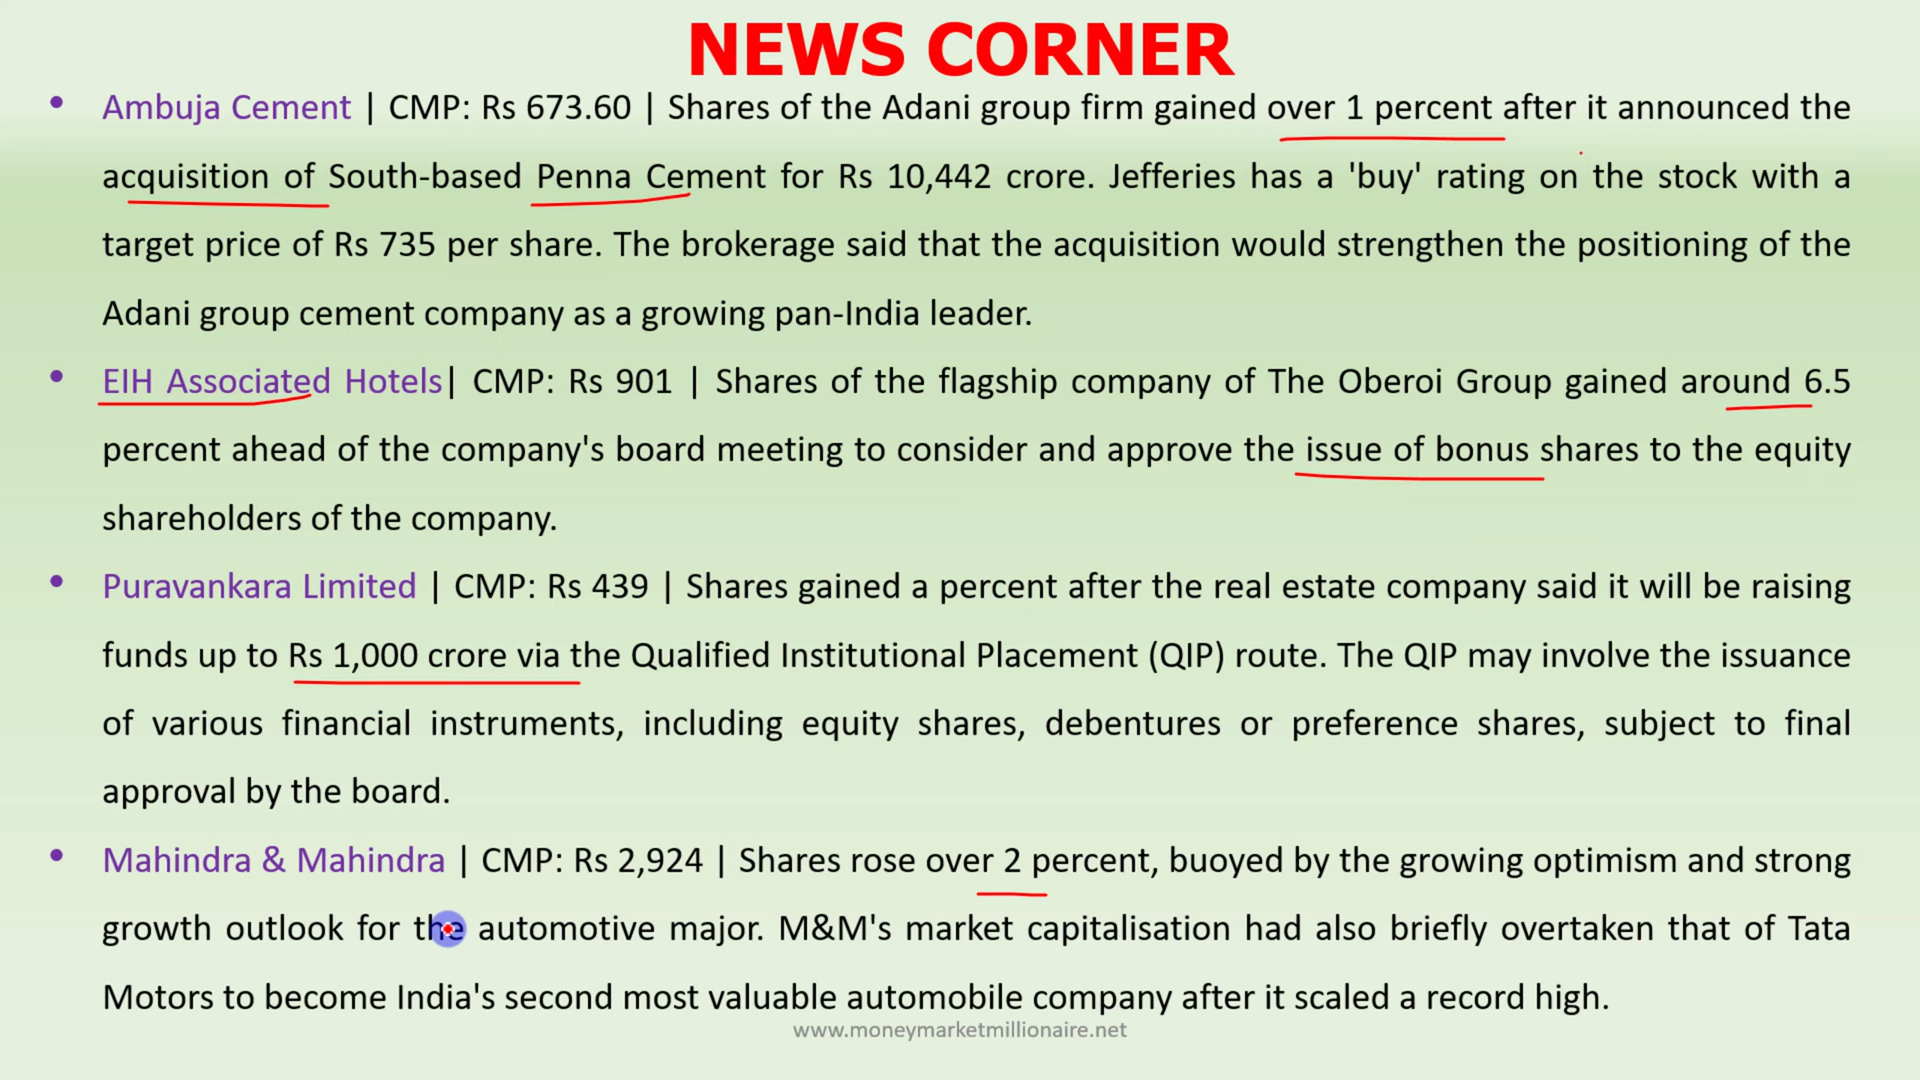 NEWS CORNER
• Ambuja Cement | CMP: Rs 673.60 | Shares of the Adani group firm gained over 1 percent after it announced the
acquisition of South-based Penna Cement for Rs 10,442 crore. Jefferies has a 'buy' rating on the stock with a
target price of Rs 735 per share. The brokerage said that the acquisition would strengthen the positioning of the
Adani group cement company as a growing pan-India leader.
• EIH Associated Hotels| CMP: Rs 901 | Shares of the flagship company of The Oberoi Group gained around 6.5
percent ahead of the company's board meeting to consider and approve the issue of bonus shares to the equity
shareholders of the company.
• Puravankara Limited | CMP: Rs 439 | Shares gained a percent after the real estate company said it will be raising
funds up to Rs 1,000 crore via the Qualified Institutional Placement (QIP) route. The QIP may involve the issuance
of various financial instruments, including equity shares, debentures or preference shares, subject to final
approval by the board.
• Mahindra & Mahindra | CMP: Rs 2,924 | Shares rose over 2 percent, buoyed by the growing optimism and strong
growth outlook for the automotive major. M&M's market capitalisation had also briefly overtaken that of Tata
Motors to become India's second most valuable automobile company after it scaled a record high.
www.moneymarketmillionaire.net